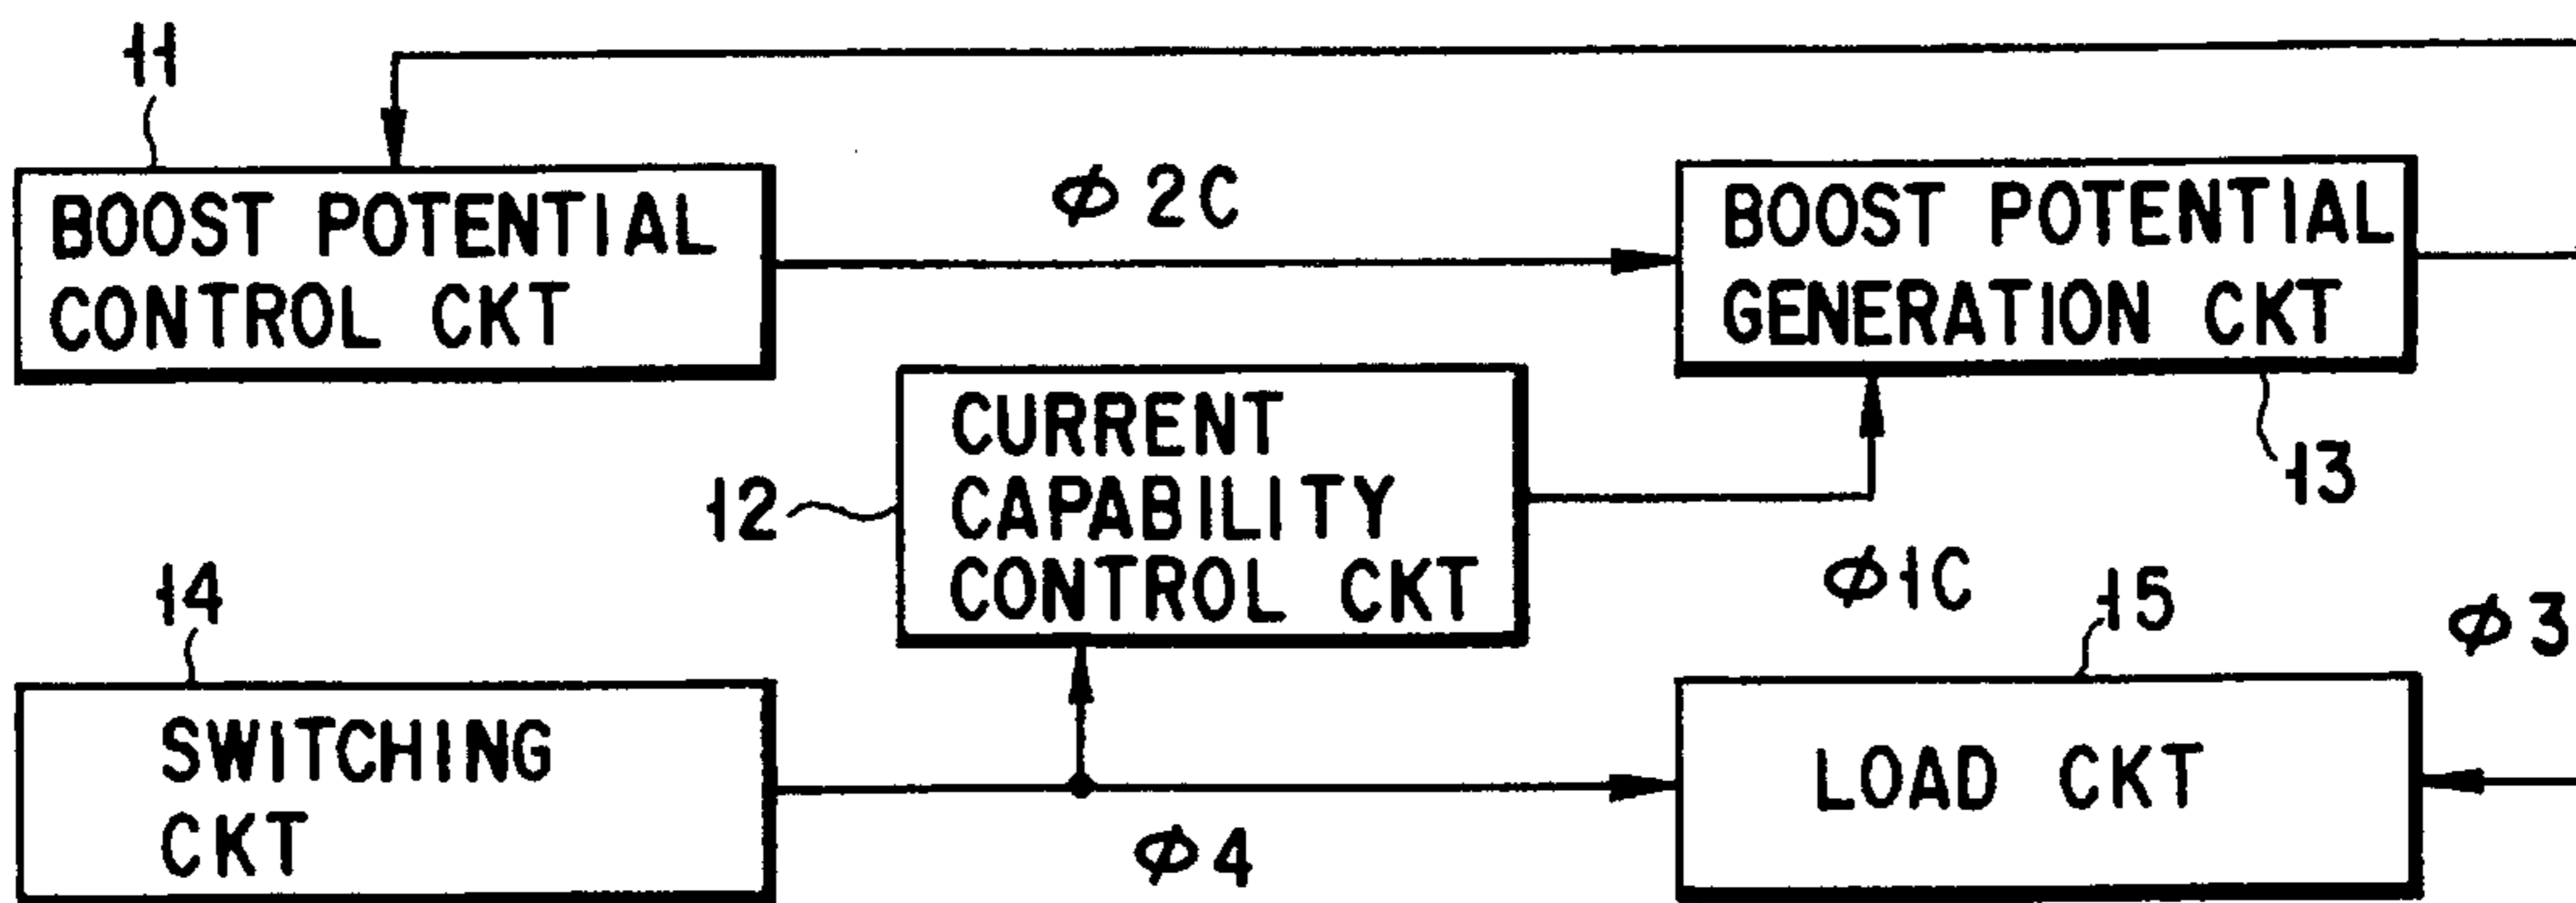 11
BOOST POTENTIAL
CONTROL CKT
ϕ 2C
BOOST POTENTIAL
GENERATION CKT
13
12
CURRENT
CAPABILITY
CONTROL CKT
ϕ1C
14
SWITCHING
CKT
ϕ4
15
LOAD CKT
ϕ3